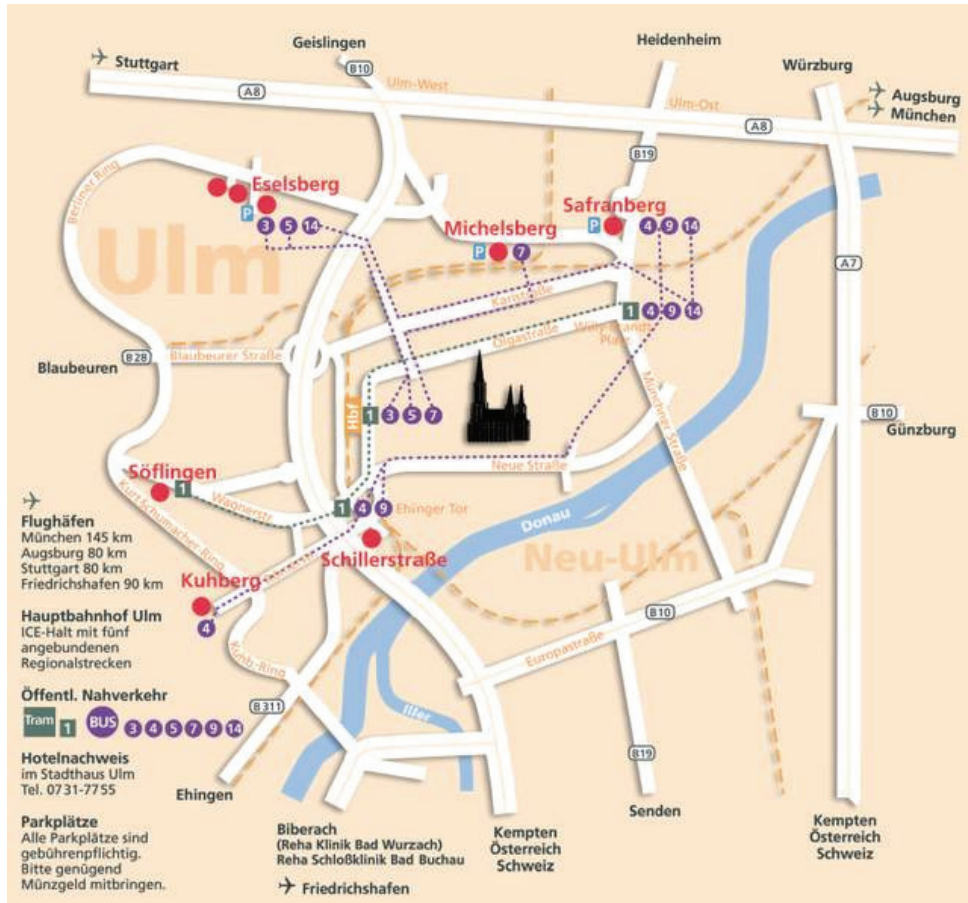 Geislingen
Heidenheim
Stuttgart
B10
Würzburg
Ulm-West
A8
Ulm-Ost
Augsburg
München
A8
B19
Berliner Ring
Eselsberg
P
3 5 14
Safranberg
P
4 9 14
Michelsberg
P
7
Ulm
A7
Karlstraße
1 4 9 14
Olgastraße
Willy-Brandt-
Platz
Blaubeuren
B28
Blaubeurer Straße
Münchner Straße
Hbf
1 3 5 7
B10
Günzburg
Söflingen
1
Wagnerstr.
Neue Straße
1 4 9 Ehinger Tor
Donau
Neu-Ulm
Kurt-Schumacher-Ring
Schillerstraße
Kuhberg
4
B10
Europastraße
Kuhb.-Ring
Iller
B311
B19
Ehingen
Senden
Biberach
(Reha Klinik Bad Wurzach)
Reha Schloßklinik Bad Buchau
Friedrichshafen
Kempten
Österreich
Schweiz
Kempten
Österreich
Schweiz
Flughäfen
München 145 km
Augsburg 80 km
Stuttgart 80 km
Friedrichshafen 90 km
Hauptbahnhof Ulm
ICE-Halt mit fünf
angebundenen
Regionalstrecken
Öffentl. Nahverkehr
Tram 1 BUS 3 4 5 7 9 14
Hotelnachweis
im Stadthaus Ulm
Tel. 0731-7755
Parkplätze
Alle Parkplätze sind
gebührenpflichtig.
Bitte genügend
Münzgeld mitbringen.